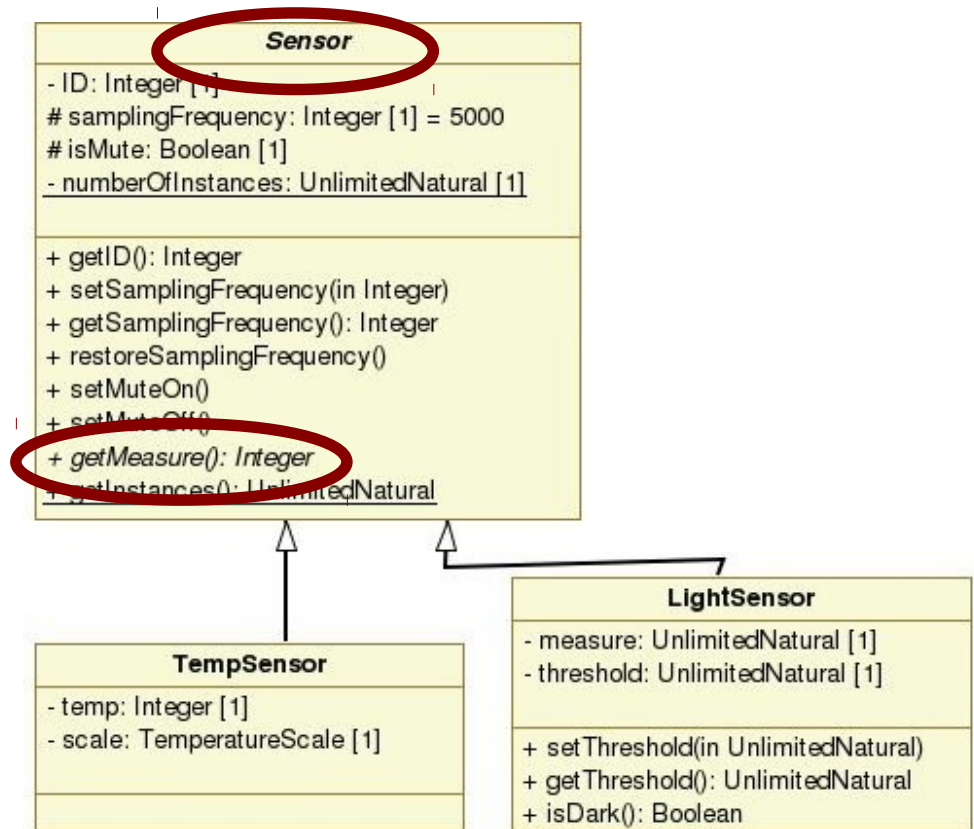 Sensor
- ID: Integer [1]
# samplingFrequency: Integer [1] = 5000
# isMute: Boolean [1]
- numberOfInstances: UnlimitedNatural [1]
+ getID(): Integer
+ setSamplingFrequency(in Integer)
+ getSamplingFrequency(): Integer
+ restoreSamplingFrequency()
+ setMuteOn()
+ setMuteOff()
+ getMeasure(): Integer
+ getInstances(): UnlimitedNatural
LightSensor
- measure: UnlimitedNatural [1]
- threshold: UnlimitedNatural [1]
+ setThreshold(in UnlimitedNatural)
+ getThreshold(): UnlimitedNatural
+ isDark(): Boolean
TempSensor
- temp: Integer [1]
- scale: TemperatureScale [1]